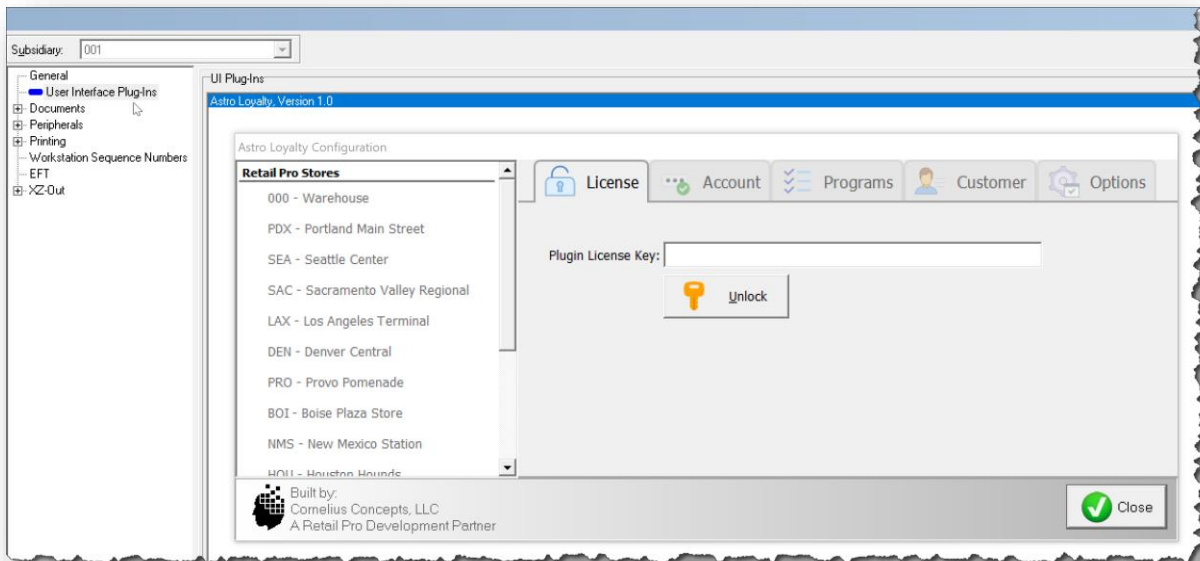 Subsidiary: 001
General
User Interface Plug-Ins
Documents
Peripherals
Printing
Workstation Sequence Numbers
EFT
XZ-Out
UI Plug-Ins
Astro Loyalty, Version 1.0
Astro Loyalty Configuration
Retail Pro Stores
000 - Warehouse
PDX - Portland Main Street
SEA - Seattle Center
SAC - Sacramento Valley Regional
LAX - Los Angeles Terminal
DEN - Denver Central
PRO - Provo Pomenade
BOI - Boise Plaza Store
NMS - New Mexico Station
HOU - Houston Hounds
License Account Programs Customer Options
Plugin License Key:
Unlock
Built by:
Cornelius Concepts, LLC
A Retail Pro Development Partner
Close